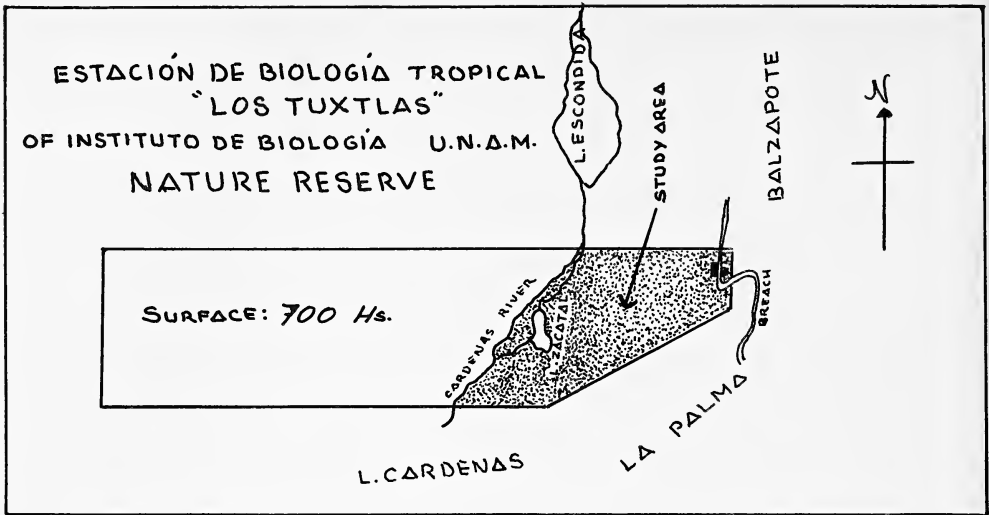 ESTACIÓN DE BIOLOGÍA TROPICAL
"LOS TUXTLAS"
OF INSTITUTO DE BIOLOGÍA U.N.A.M.
NATURE RESERVE
L. ESCONDIDA
STUDY AREA
BALZAPOTE
N
SURFACE: 700 Hs.
CARDENAS RIVER
L. ZACATAL
BREACH
LA PALMA
L. CARDENAS